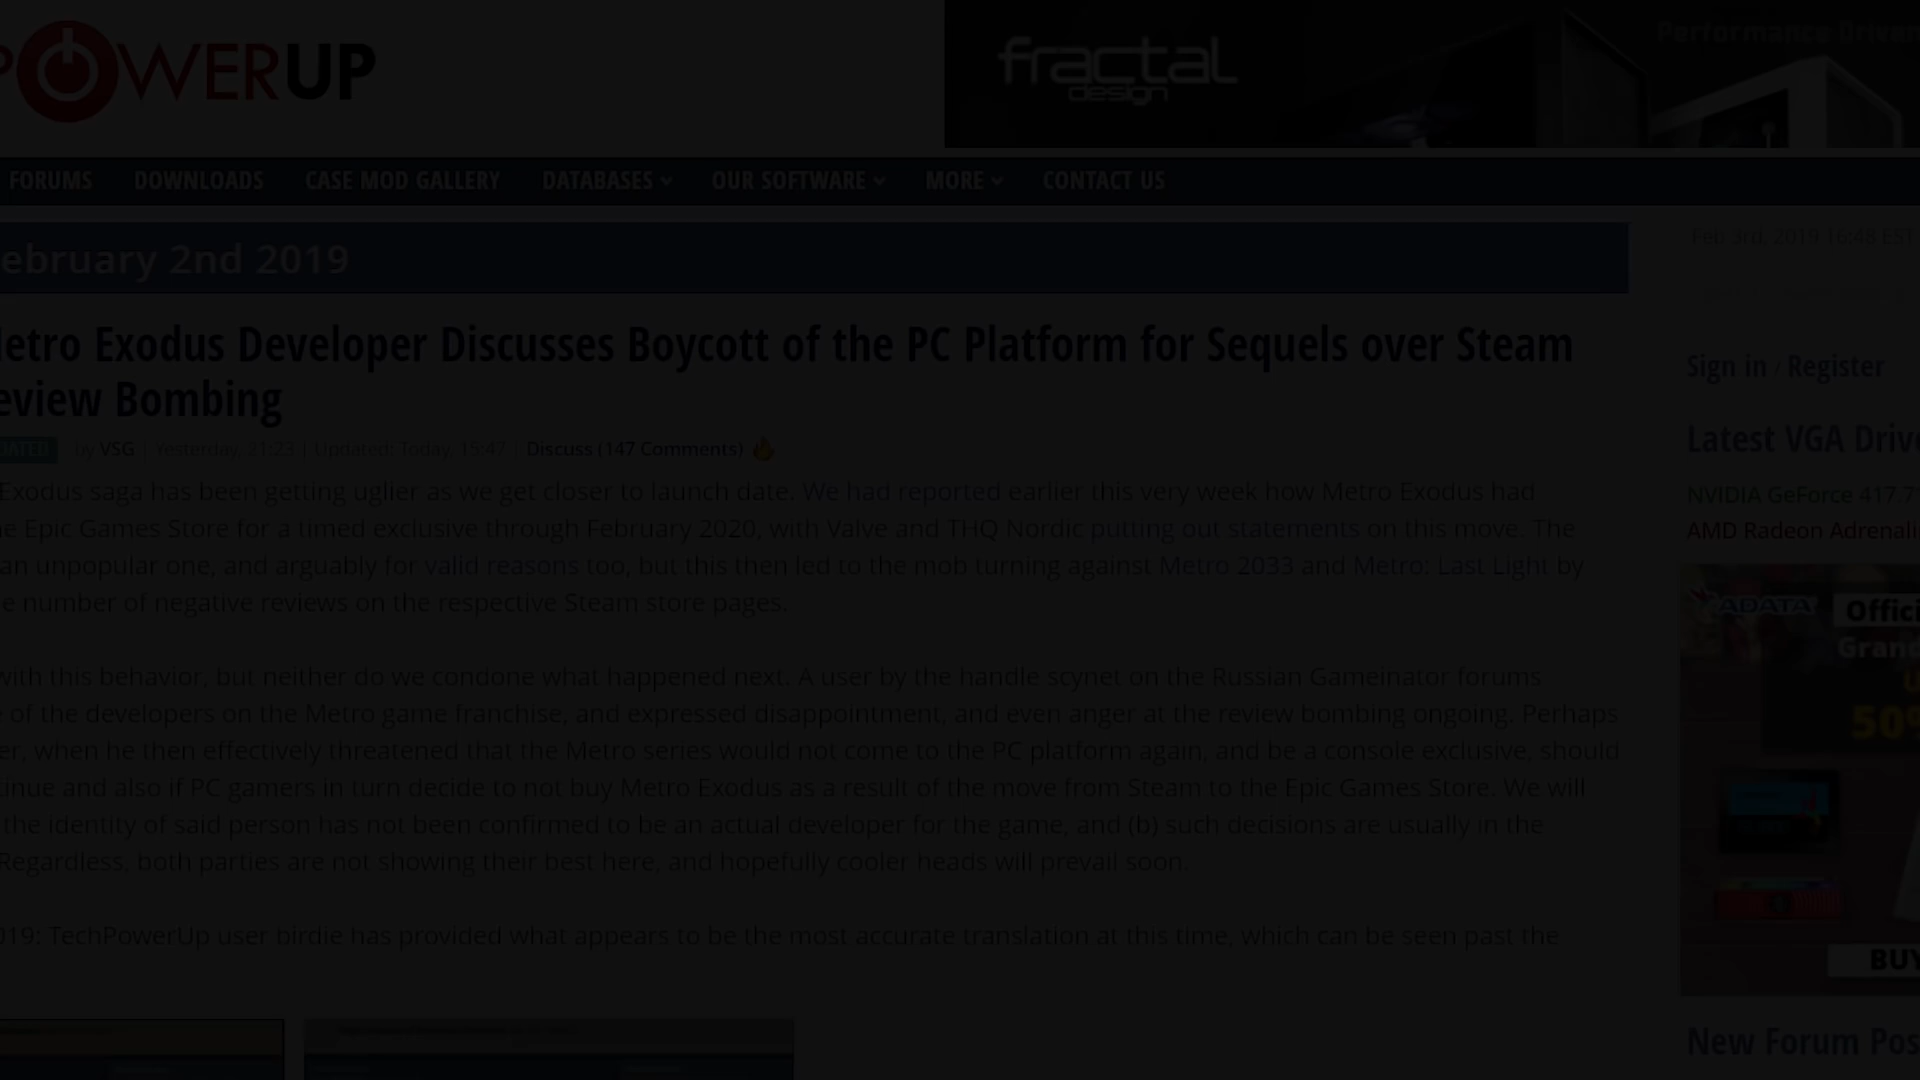 POWERUP
fractal
design
Performance Driven
FORUMS DOWNLOADS CASE MOD GALLERY DATABASES OUR SOFTWARE MORE CONTACT US
ebruary 2nd 2019
Feb 3rd, 2019 16:48 EST
etro Exodus Developer Discusses Boycott of the PC Platform for Sequels over Steam
eview Bombing
by VSG | Yesterday, 21:23 | Updated: Today, 15:47 | Discuss (147 Comments)
Exodus saga has been getting uglier as we get closer to launch date. We had reported earlier this very week how Metro Exodus had
e Epic Games Store for a timed exclusive through February 2020, with Valve and THQ Nordic putting out statements on this move. The
an unpopular one, and arguably for valid reasons too, but this then led to the mob turning against Metro 2033 and Metro: Last Light by
e number of negative reviews on the respective Steam store pages.
with this behavior, but neither do we condone what happened next. A user by the handle scynet on the Russian Gameinator forums
of the developers on the Metro game franchise, and expressed disappointment, and even anger at the review bombing ongoing. Perhaps
er, when he then effectively threatened that the Metro series would not come to the PC platform again, and be a console exclusive, should
tinue and also if PC gamers in turn decide to not buy Metro Exodus as a result of the move from Steam to the Epic Games Store. We will
the identity of said person has not been confirmed to be an actual developer for the game, and (b) such decisions are usually in the
Regardless, both parties are not showing their best here, and hopefully cooler heads will prevail soon.
019: TechPowerUp user birdie has provided what appears to be the most accurate translation at this time, which can be seen past the
Sign in / Register
Latest VGA Drive
NVIDIA GeForce 417.7
AMD Radeon Adrenali
ADATA
Offici
Grand
50%
BUY
New Forum Pos